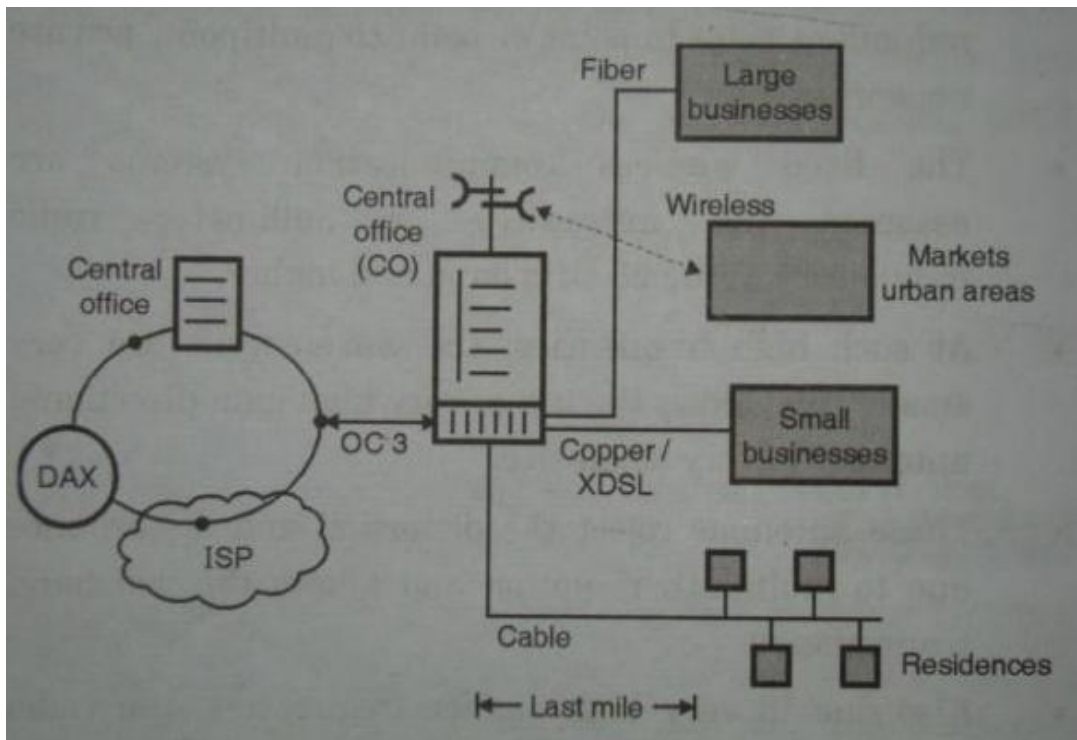 Fiber
Large
businesses
Central
office
(CO)
Wireless
Markets
urban areas
Central
office
DAX
ISP
OC 3
Copper /
XDSL
Small
businesses
Cable
Residences
Last mile